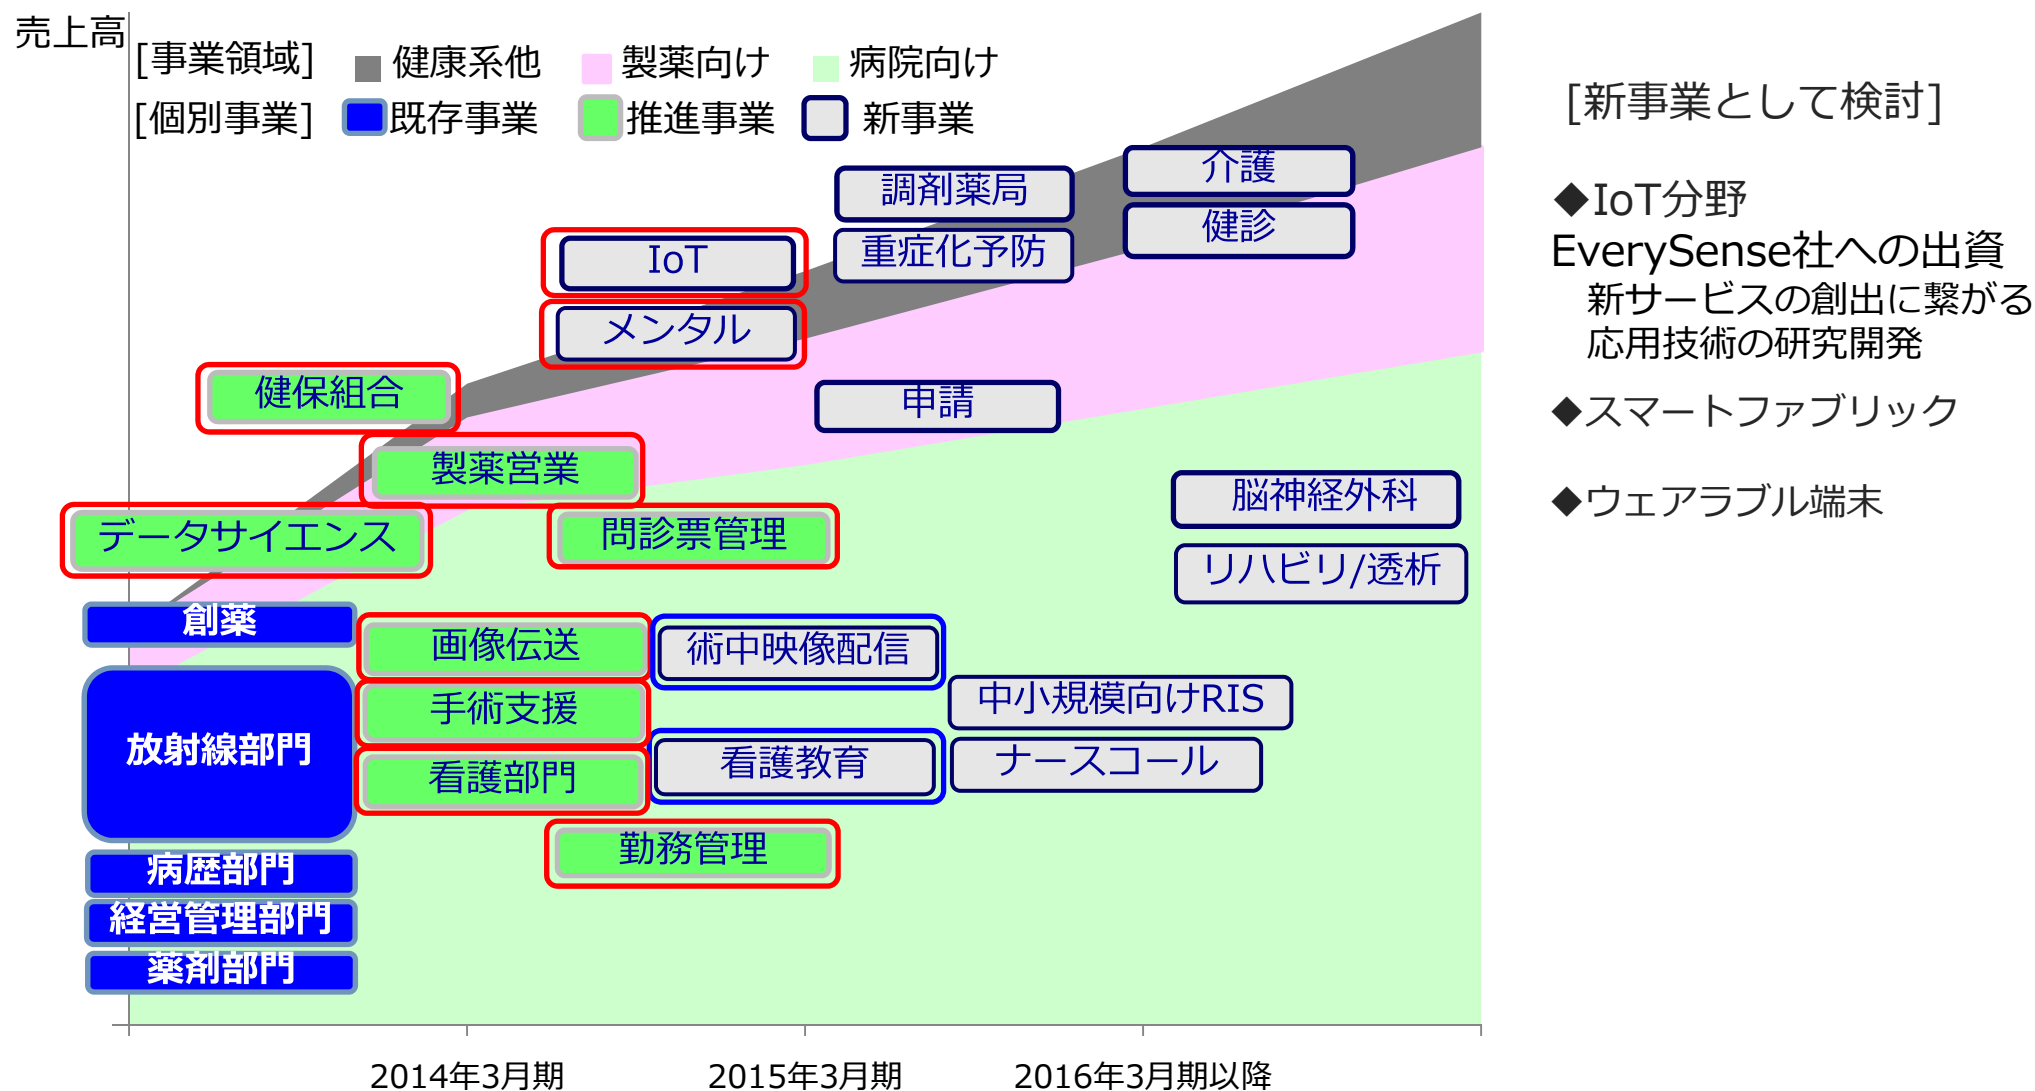 売上高
[事業領域] 健康系他 製薬向け 病院向け
[個別事業] 既存事業 推進事業 新事業
介護
調剤薬局
健診
重症化予防
IoT
メンタル
健保組合
申請
製薬営業
データサイエンス
問診票管理
脳神経外科
リハビリ/透析
創薬
画像伝送
術中映像配信
手術支援
中小規模向けRIS
放射線部門
看護部門
看護教育
ナースコール
勤務管理
病歴部門
経営管理部門
薬剤部門
2014年3月期 2015年3月期 2016年3月期以降
[新事業として検討]
◆IoT分野
EverySense社への出資
新サービスの創出に繋がる
応用技術の研究開発
◆スマートファブリック
◆ウェアラブル端末